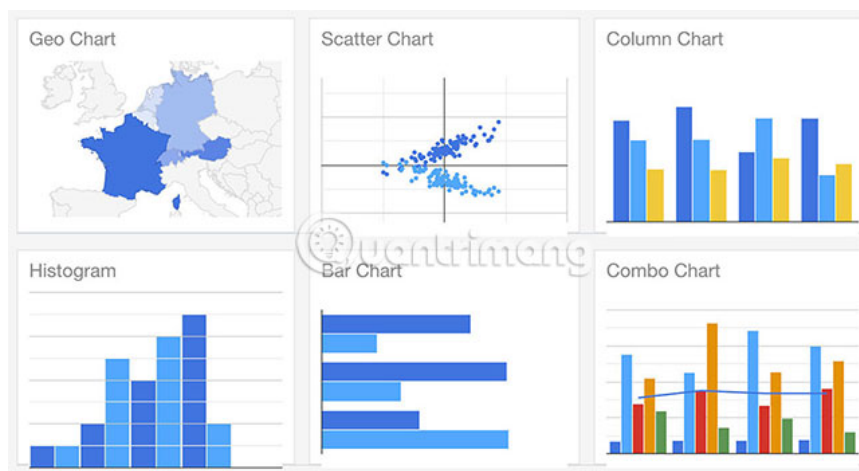 Geo Chart
Scatter Chart
Column Chart
Quantrimang
Histogram
Bar Chart
Combo Chart